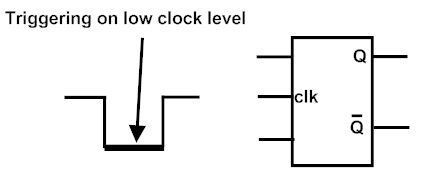 Triggering on low clock level
Q
clk
Q̅